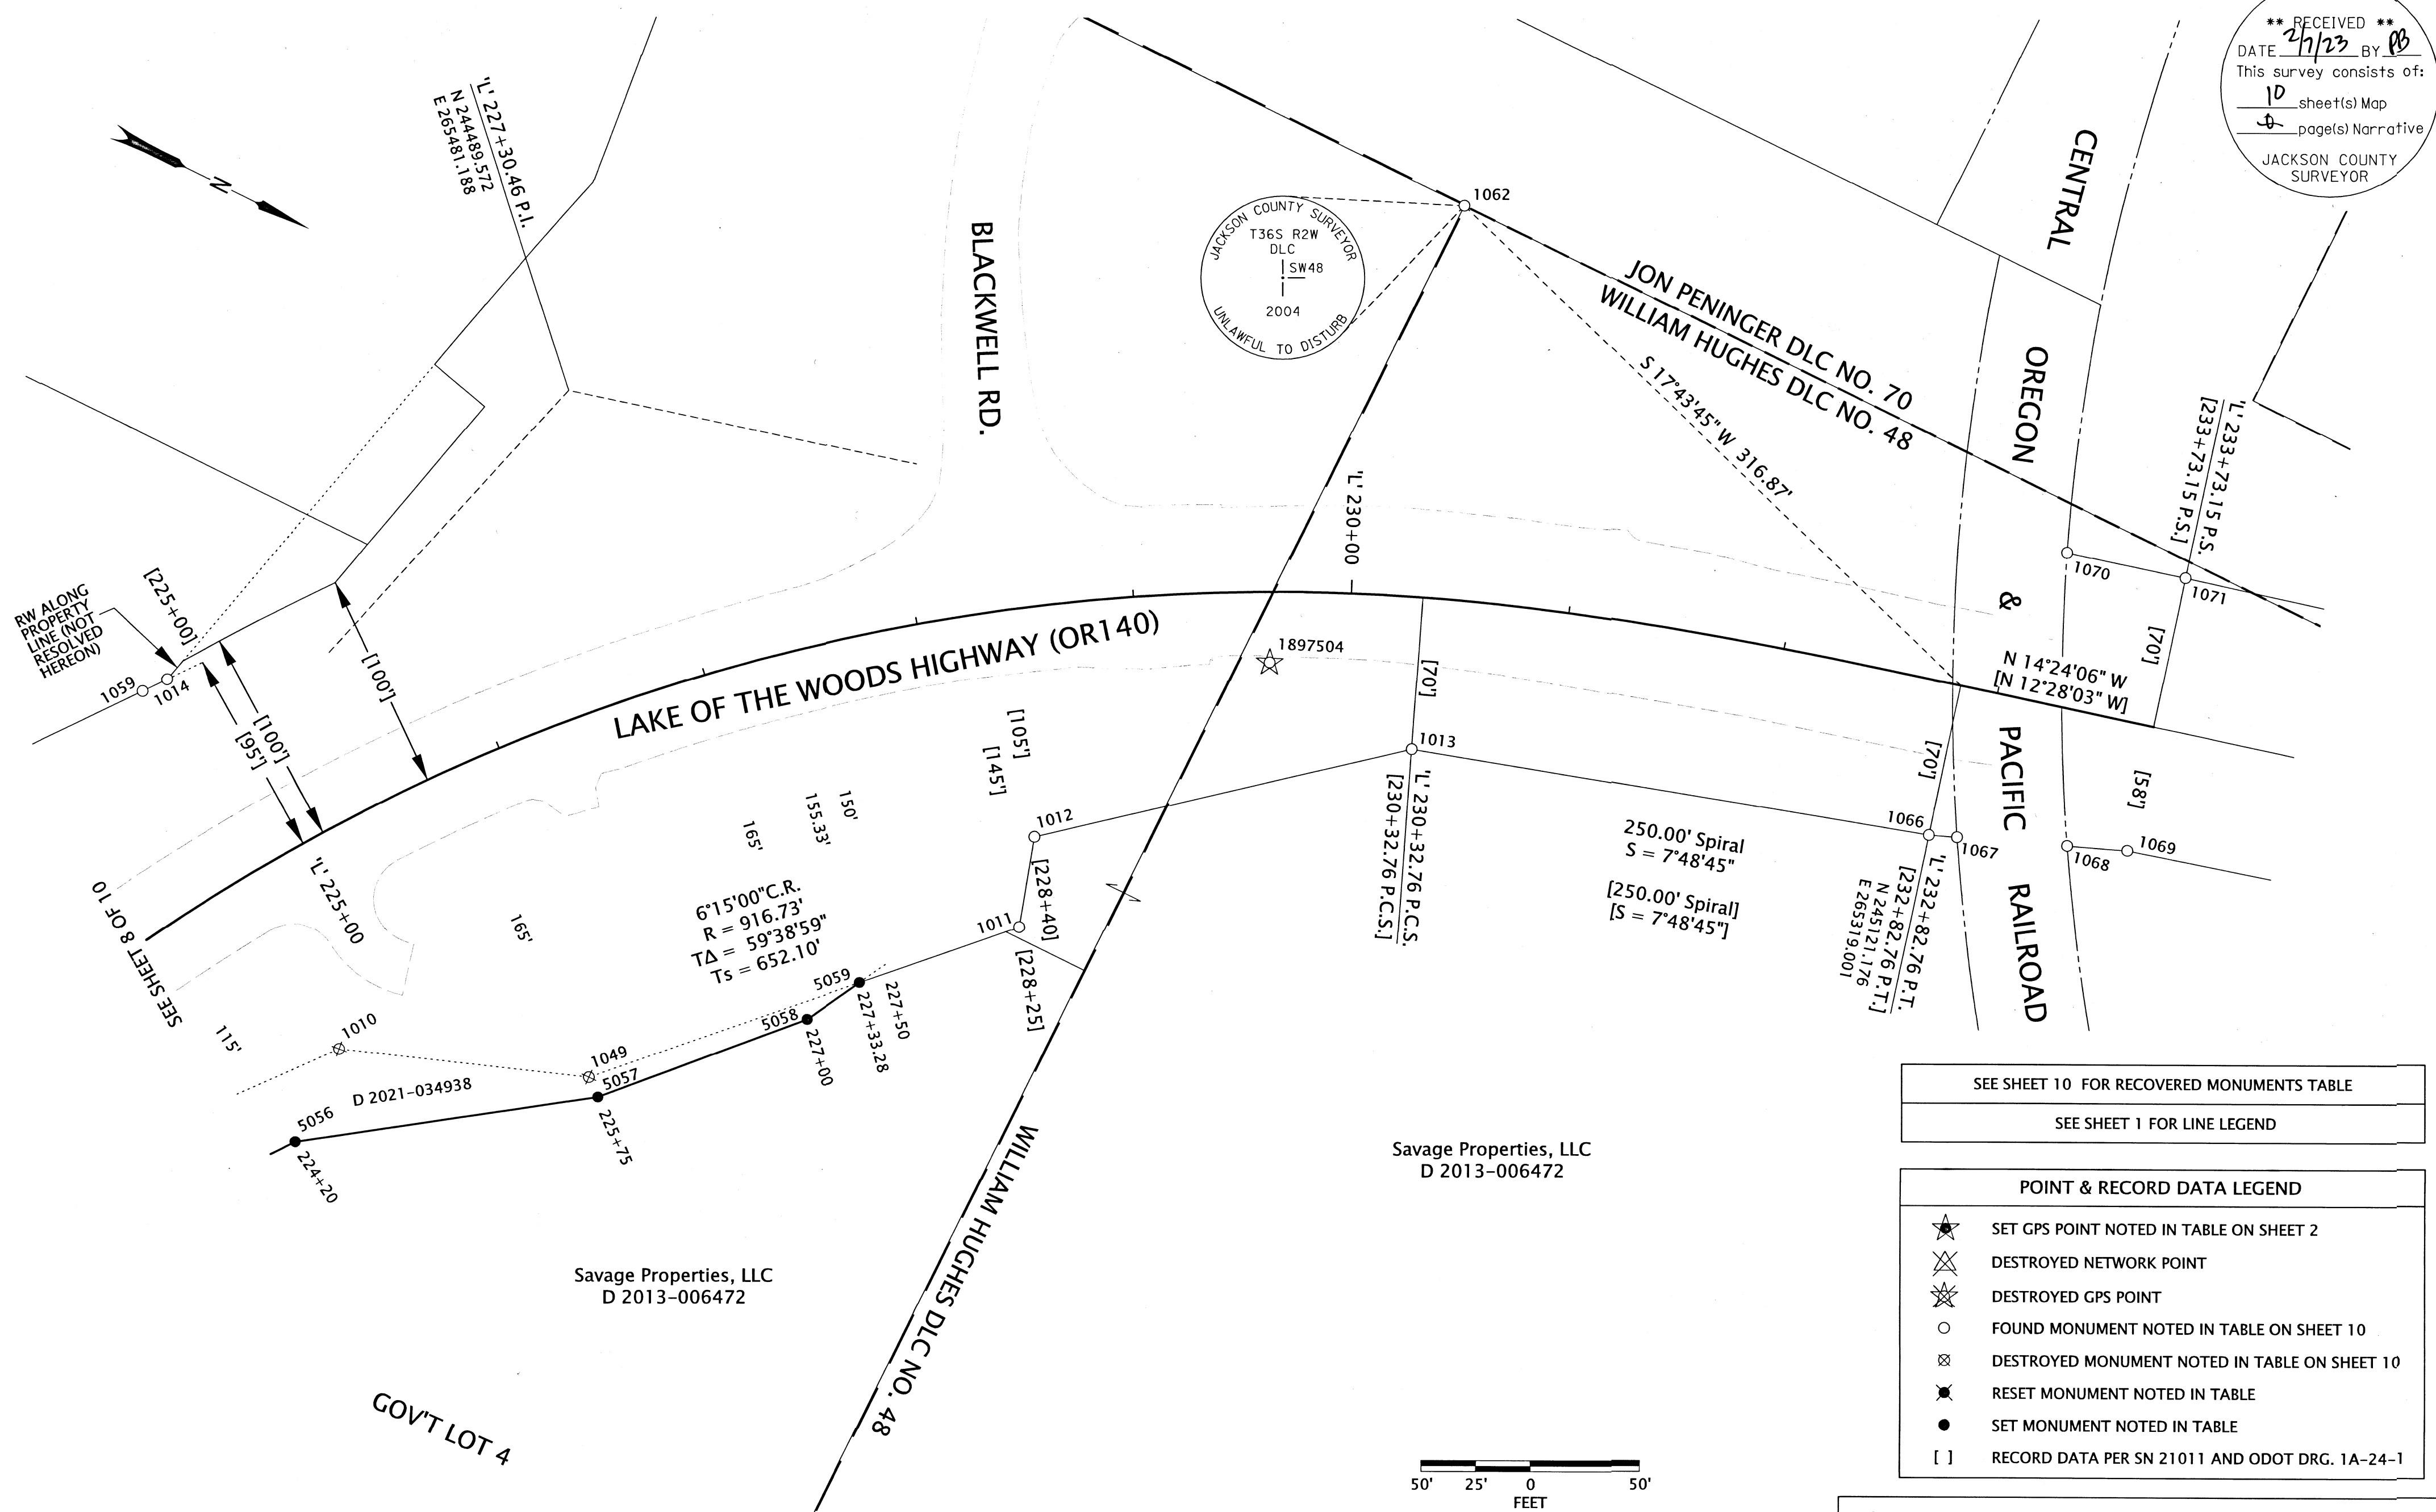 ** RECEIVED **
DATE 2/7/23 BY PB
This survey consists of:
10 sheet(s) Map
0 page(s) Narrative
JACKSON COUNTY
SURVEYOR
'L' 227+30.46 P.I.
N 244489.572
E 265481.188
N
BLACKWELL RD.
JACKSON COUNTY SURVEYOR
T36S R2W
DLC
SW48
2004
UNLAWFUL TO DISTURB
1062
JON PENINGER DLC NO. 70
WILLIAM HUGHES DLC NO. 48
S 17°43'45" W 316.87'
CENTRAL
OREGON
&
PACIFIC
RAILROAD
'L' 233+73.15 P.S.
[233+73.15 P.S.]
1070
1071
[70']
N 14°24'06" W
[N 12°28'03" W]
'L' 230+00
RW ALONG
PROPERTY
LINE (NOT
RESOLVED
HEREON)
[225+00]
1059
1014
[95']
[100']
[100']
LAKE OF THE WOODS HIGHWAY (OR140)
1897504
[70']
1013
'L' 230+32.76 P.C.S.
[230+32.76 P.C.S.]
[105']
[145']
1012
[228+40]
1011
[228+25]
150'
155.33'
165'
6°15'00"C.R.
R = 916.73'
TΔ = 59°38'59"
Ts = 652.10'
250.00' Spiral
S = 7°48'45"
[250.00' Spiral]
[S = 7°48'45"]
[70']
1066
1067
'L' 232+82.76 P.T.
[232+82.76 P.T.]
N 245121.176
E 265319.001
[58']
1068
1069
'L' 225+00
SEE SHEET 8 OF 10
165'
115'
1010
1049
5059
5058
5057
5056
227+50
227+33.28
227+00
225+75
224+20
D 2021-034938
WILLIAM HUGHES DLC NO. 48
Savage Properties, LLC
D 2013-006472
Savage Properties, LLC
D 2013-006472
GOV'T LOT 4
50' 25' 0 50'
FEET
SEE SHEET 10 FOR RECOVERED MONUMENTS TABLE
SEE SHEET 1 FOR LINE LEGEND
POINT & RECORD DATA LEGEND
SET GPS POINT NOTED IN TABLE ON SHEET 2
DESTROYED NETWORK POINT
DESTROYED GPS POINT
FOUND MONUMENT NOTED IN TABLE ON SHEET 10
DESTROYED MONUMENT NOTED IN TABLE ON SHEET 10
RESET MONUMENT NOTED IN TABLE
SET MONUMENT NOTED IN TABLE
[ ] RECORD DATA PER SN 21011 AND ODOT DRG. 1A-24-1